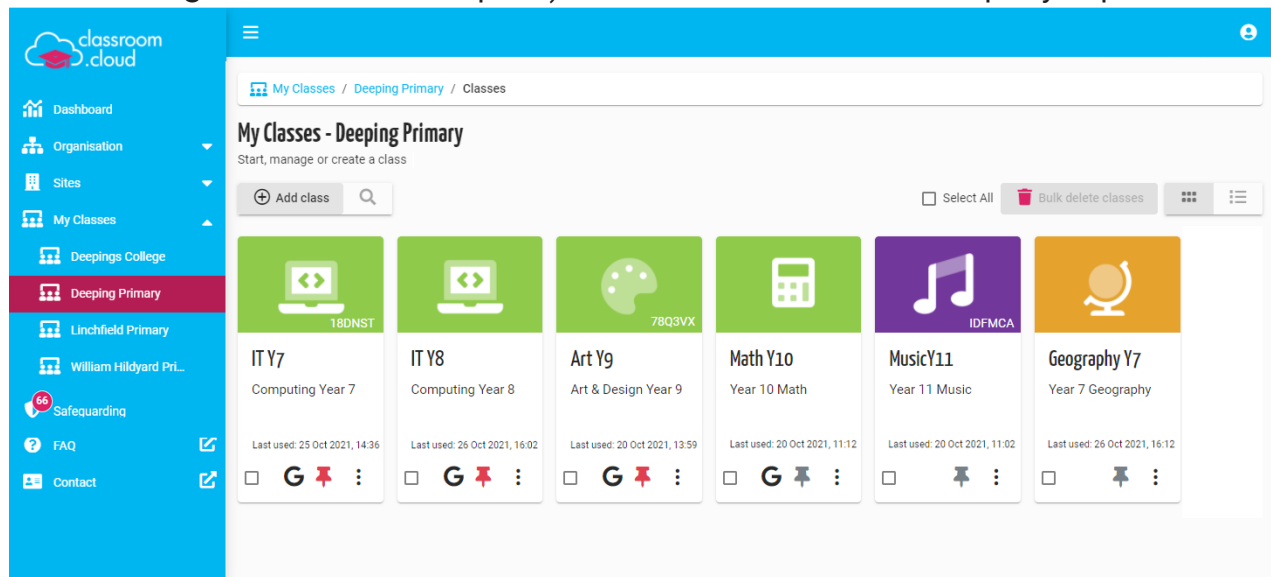 classroom
.cloud
Dashboard
Organisation
Sites
My Classes
Deepings College
Deeping Primary
Linchfield Primary
William Hildyard Pri...
66
Safeguarding
FAQ
Contact
My Classes / Deeping Primary / Classes
My Classes - Deeping Primary
Start, manage or create a class
Add class
Select All
Bulk delete classes
18DNST
IT Y7
Computing Year 7
Last used: 25 Oct 2021, 14:36
G
IT Y8
Computing Year 8
Last used: 26 Oct 2021, 16:02
G
78Q3VX
Art Y9
Art & Design Year 9
Last used: 20 Oct 2021, 13:59
G
Math Y10
Year 10 Math
Last used: 20 Oct 2021, 11:12
G
IDFMCA
MusicY11
Year 11 Music
Last used: 20 Oct 2021, 11:02
Geography Y7
Year 7 Geography
Last used: 26 Oct 2021, 16:12